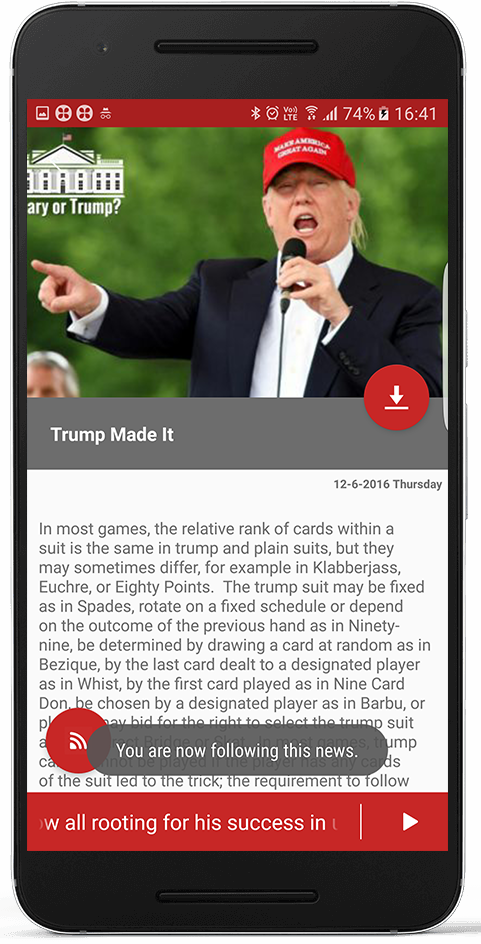 Vo))
LTE
74%
16:41
MAKE AMERICA
GREAT AGAIN
ary or Trump?
Trump Made It
12-6-2016 Thursday
In most games, the relative rank of cards within a
suit is the same in trump and plain suits, but they
may sometimes differ, for example in Klabberjass,
Euchre, or Eighty Points.  The trump suit may be fixed
as in Spades, rotate on a fixed schedule or depend
on the outcome of the previous hand as in Ninety-
nine, be determined by drawing a card at random as in
Bezique, by the last card dealt to a designated player
as in Whist, by the first card played as in Nine Card
Don, be chosen by a designated player as in Barbu, or
may bid for the right to select the trump suit
Bridge or Skat.  In most games, trump
cannot be played if the player has any cards
of the suit led to the trick; the requirement to follow
You are now following this news.
w all rooting for his success in